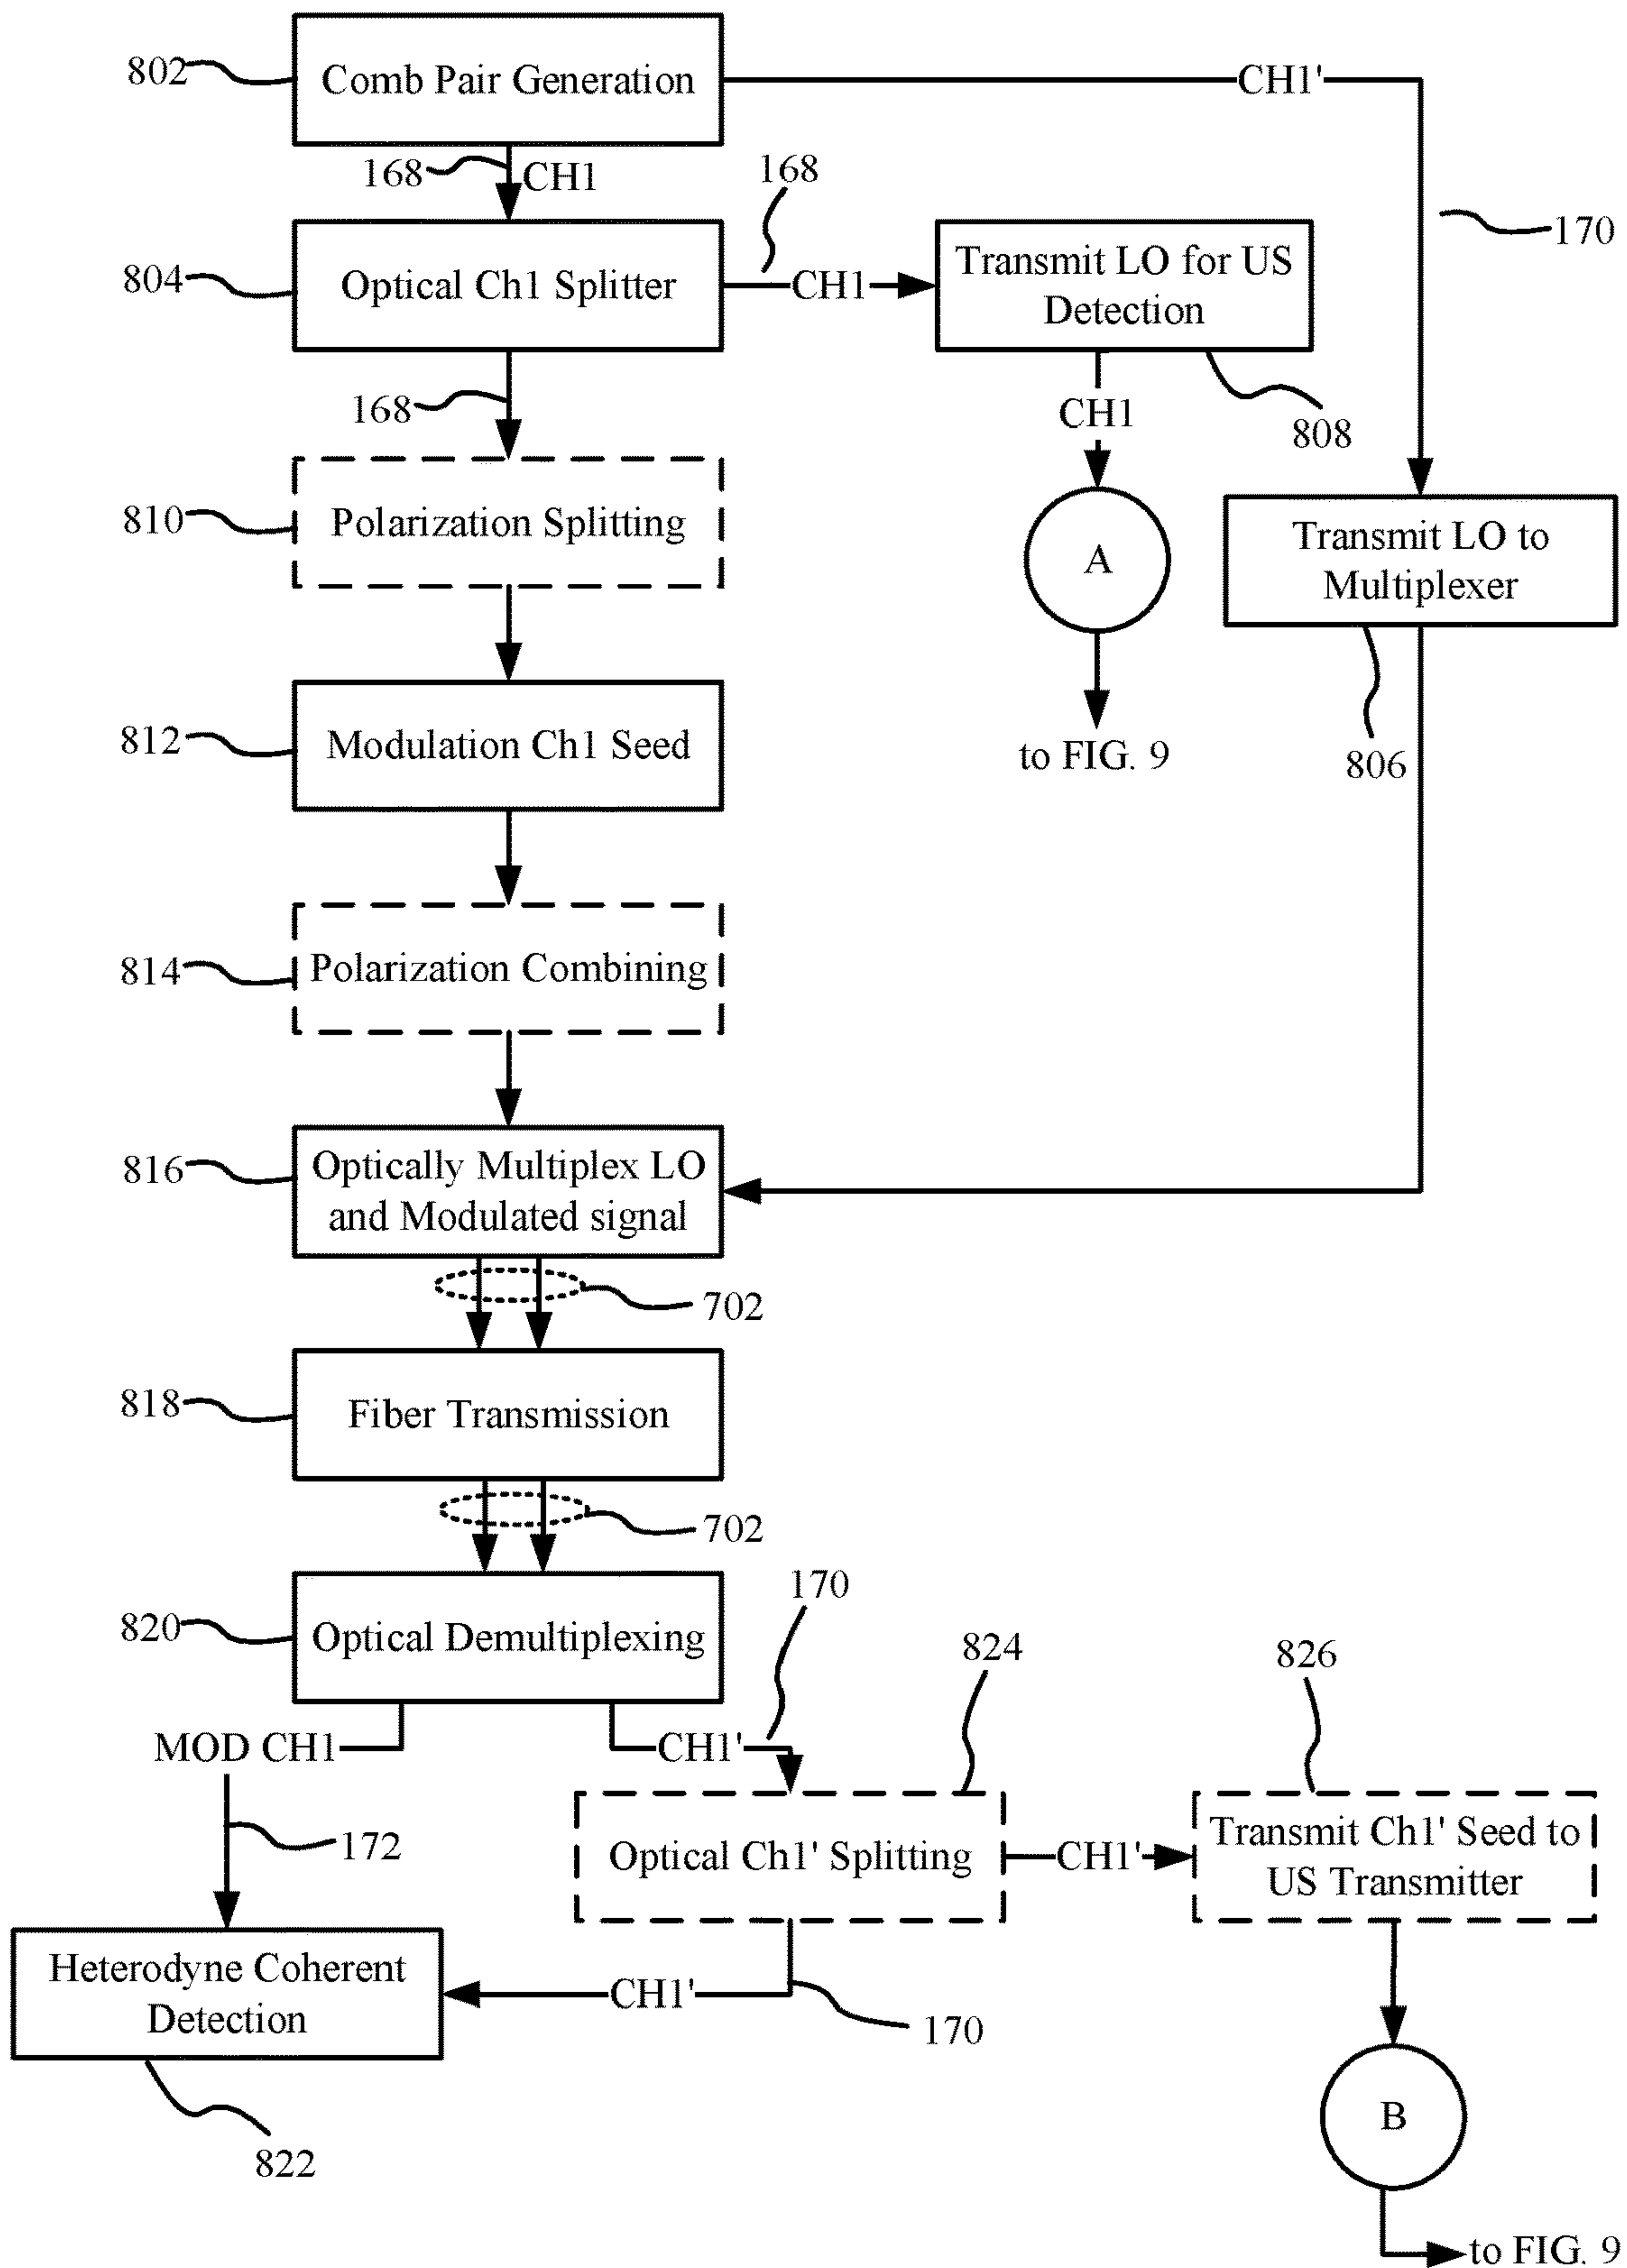 802
Comb Pair Generation
CH1'
168
CH1
168
170
804
Optical Ch1 Splitter
CH1
Transmit LO for US
Detection
168
CH1
808
810
Polarization Splitting
A
Transmit LO to
Multiplexer
812
Modulation Ch1 Seed
to FIG. 9
806
814
Polarization Combining
816
Optically Multiplex LO
and Modulated signal
702
818
Fiber Transmission
702
820
Optical Demultiplexing
170
824
826
MOD CH1
CH1'
172
Optical Ch1' Splitting
CH1'
Transmit Ch1' Seed to
US Transmitter
Heterodyne Coherent
Detection
CH1'
170
822
B
to FIG. 9